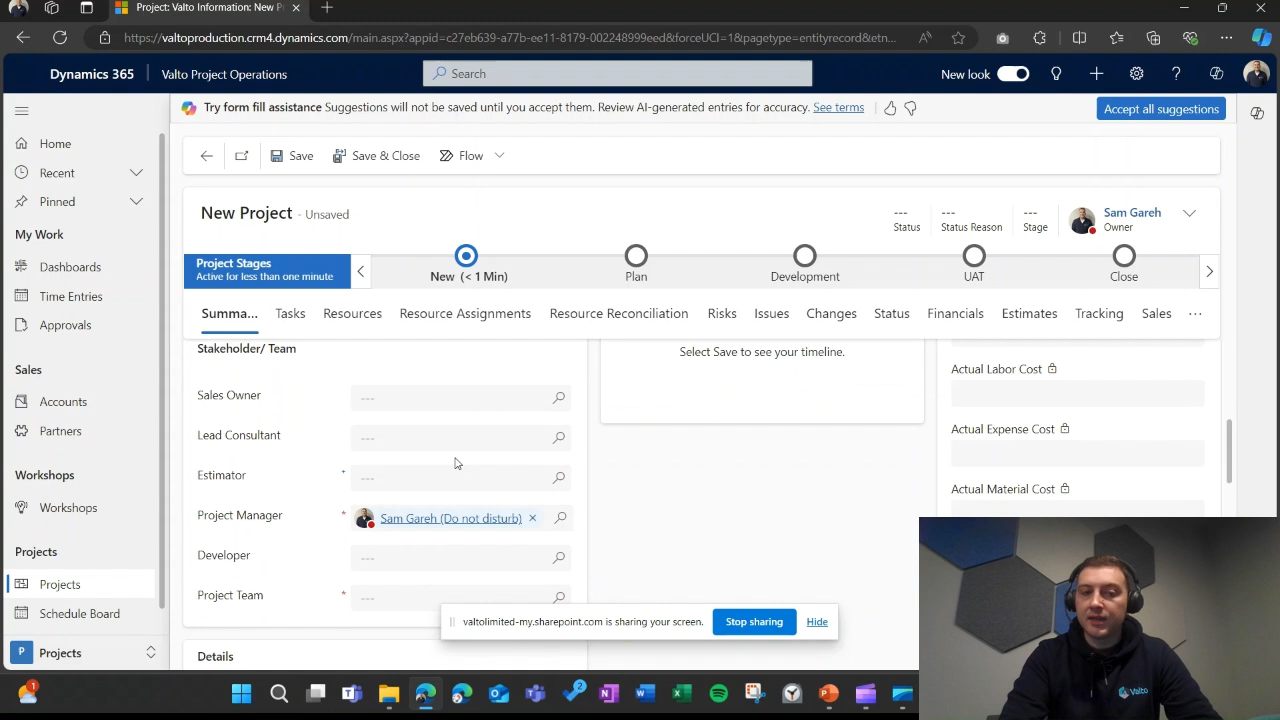 Project: Valto Information: New P
https://valtoproduction.crm4.dynamics.com/main.aspx?appid=c27eb639-a77b-ee11-8179-002248999eed&forceUCI=1&pagetype=entityrecord&etn...
Dynamics 365
Valto Project Operations
Search
New look
Try form fill assistance Suggestions will not be saved until you accept them. Review AI-generated entries for accuracy. See terms
Accept all suggestions
Home
Recent
Pinned
My Work
Dashboards
Time Entries
Approvals
Sales
Accounts
Partners
Workshops
Workshops
Projects
Projects
Schedule Board
P Projects
Save
Save & Close
Flow
New Project - Unsaved
---
Status
---
Status Reason
---
Stage
Sam Gareh
Owner
Project Stages
Active for less than one minute
New (< 1 Min)
Plan
Development
UAT
Close
Summa...
Tasks
Resources
Resource Assignments
Resource Reconciliation
Risks
Issues
Changes
Status
Financials
Estimates
Tracking
Sales
...
Stakeholder/ Team
Sales Owner
---
Lead Consultant
---
Estimator
---
Project Manager *
Sam Gareh (Do not disturb)
Developer
---
Project Team *
---
Details
Select Save to see your timeline.
Actual Labor Cost
Actual Expense Cost
Actual Material Cost
valtolimited-my.sharepoint.com is sharing your screen.
Stop sharing
Hide
Valto
1
2